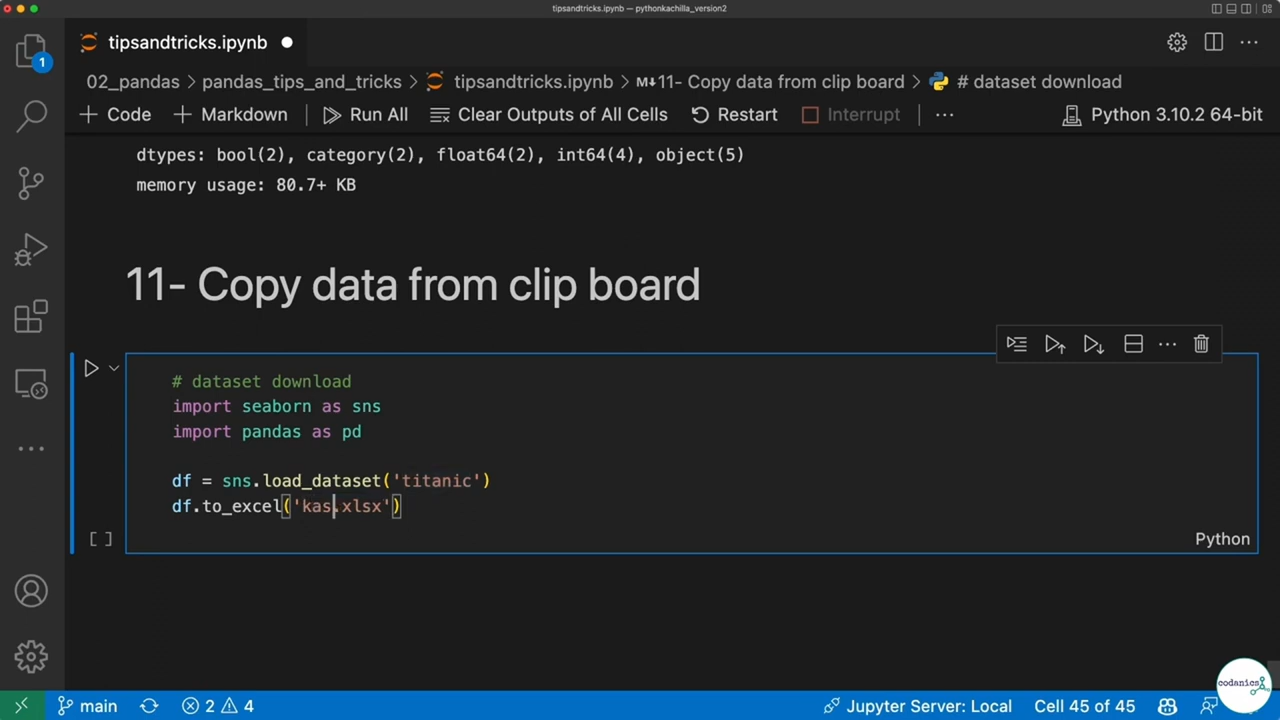 tipsandtricks.ipynb — pythonkachilla_version2
tipsandtricks.ipynb
1
02_pandas > pandas_tips_and_tricks > tipsandtricks.ipynb > M↓11- Copy data from clip board > # dataset download
+ Code + Markdown Run All Clear Outputs of All Cells Restart Interrupt ... Python 3.10.2 64-bit
dtypes: bool(2), category(2), float64(2), int64(4), object(5)
memory usage: 80.7+ KB
11- Copy data from clip board
# dataset download
import seaborn as sns
import pandas as pd
df = sns.load_dataset('titanic')
df.to_excel('kas.xlsx')
[ ]
Python
main 2 4 Jupyter Server: Local Cell 45 of 45
codanics